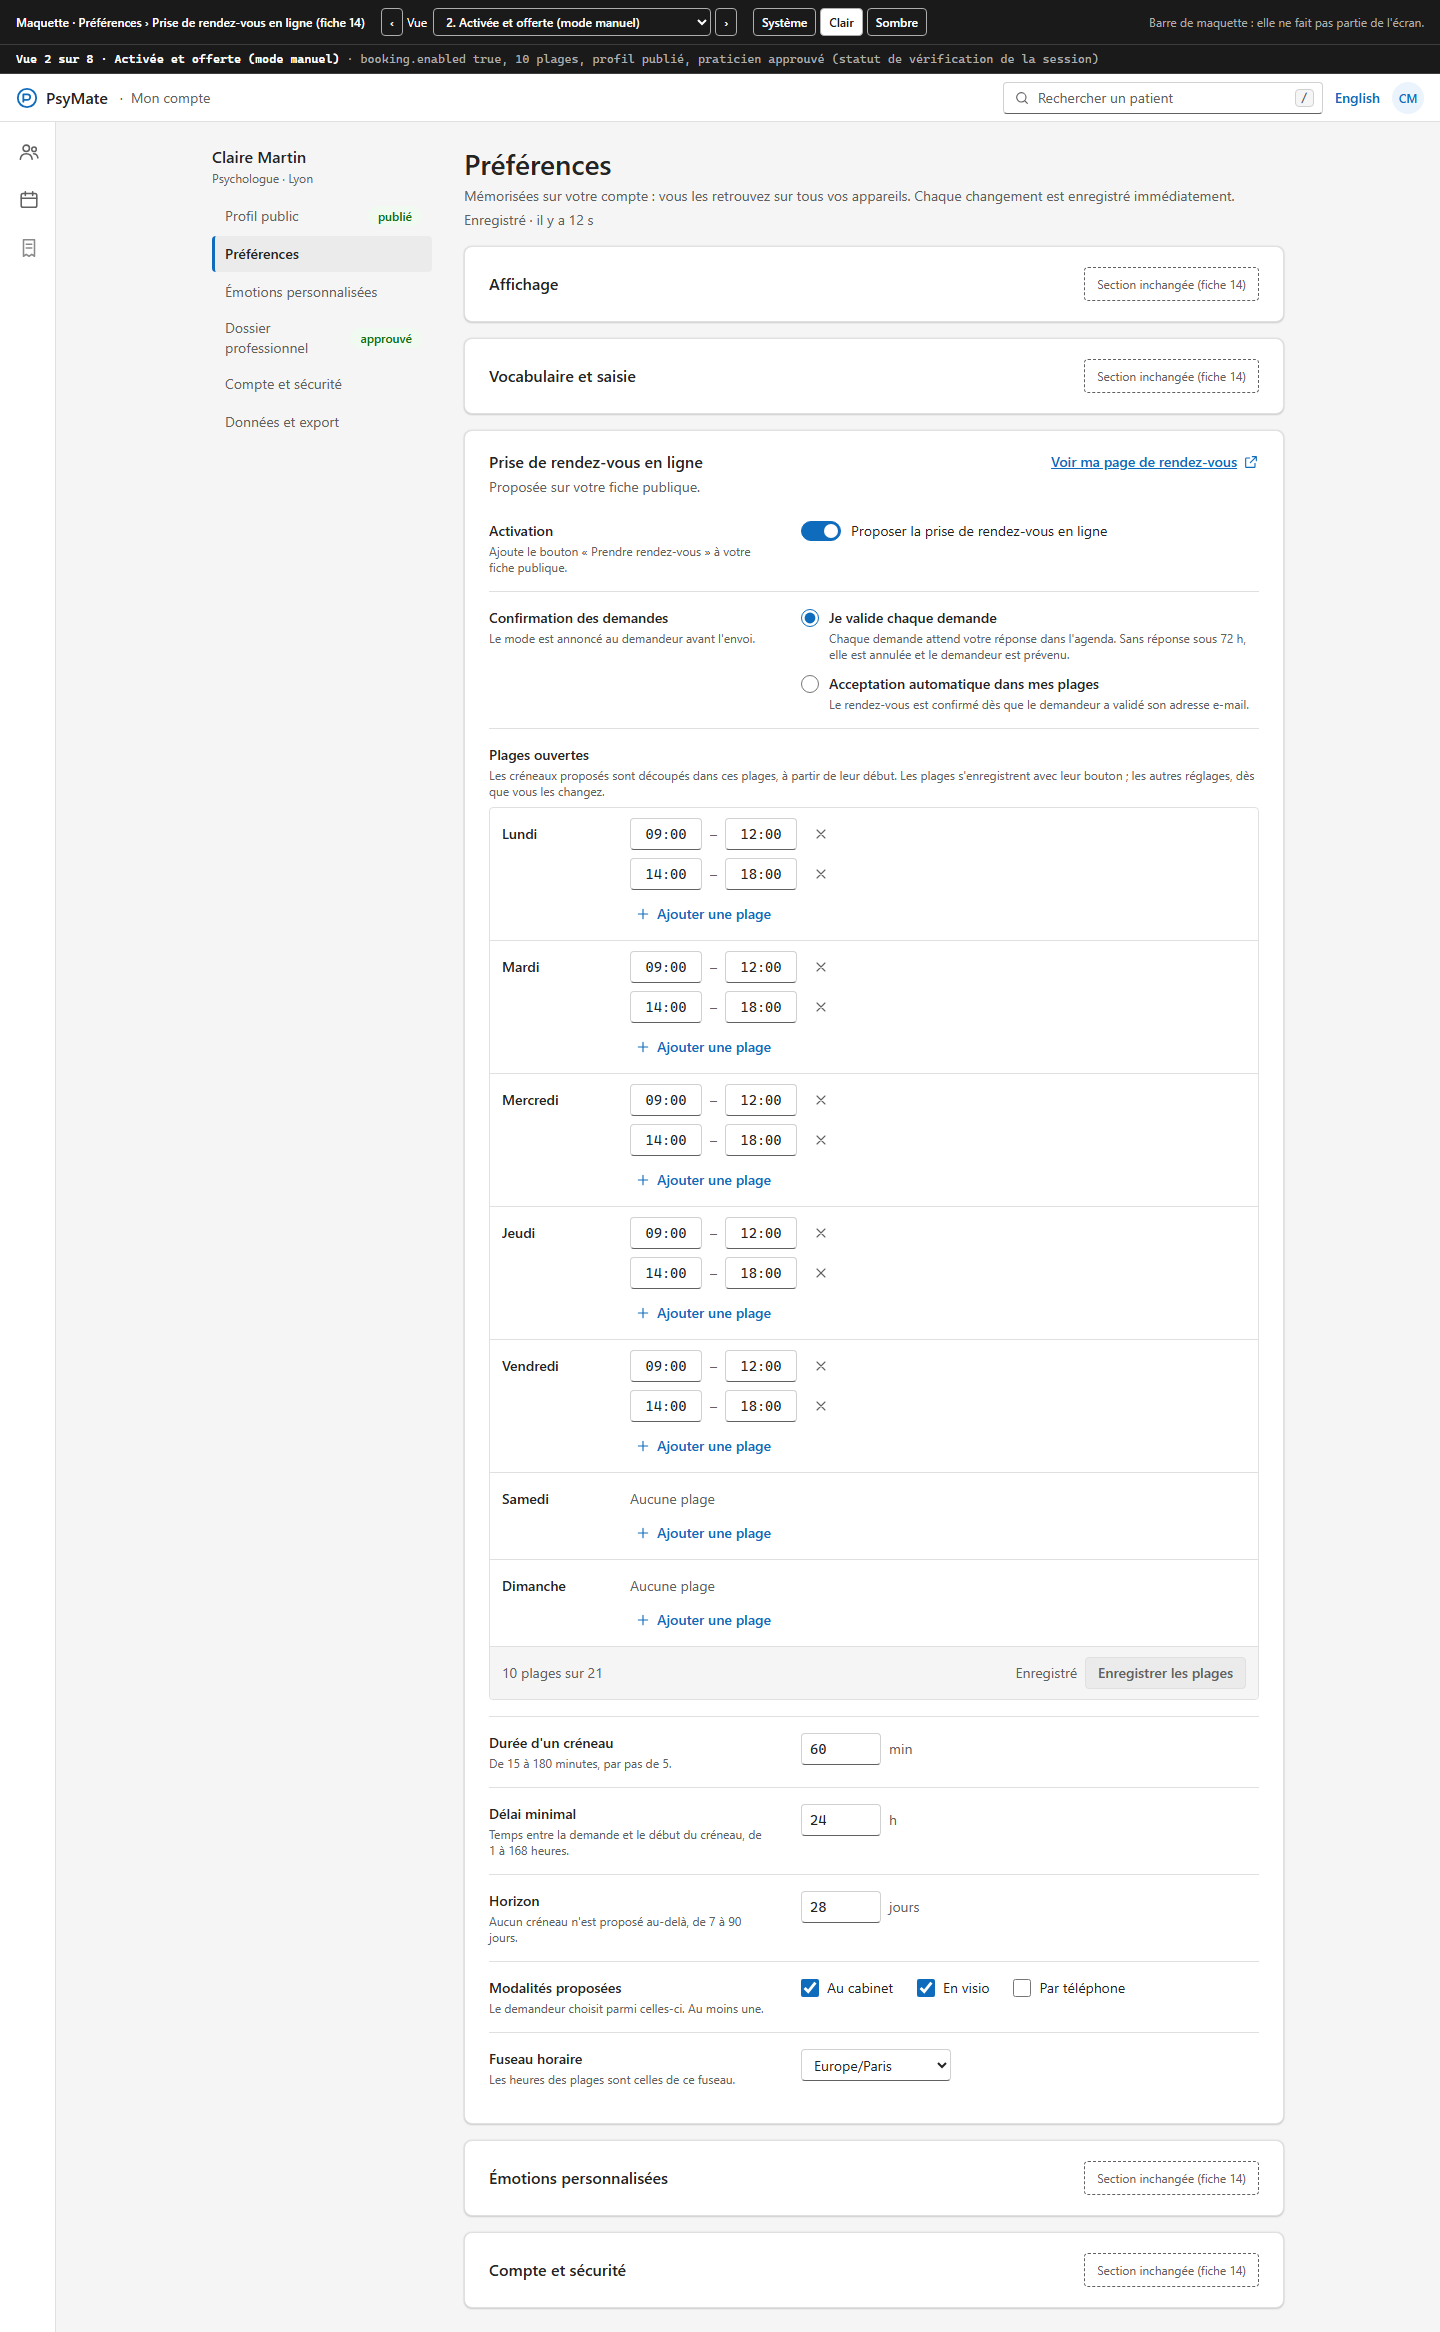 Maquette · Préférences › Prise de rendez-vous en ligne (fiche 14)
‹ Vue 2. Activée et offerte (mode manuel) ›
Système Clair Sombre
Barre de maquette : elle ne fait pas partie de l'écran.
Vue 2 sur 8 · Activée et offerte (mode manuel) · booking.enabled true, 10 plages, profil publié, praticien approuvé (statut de vérification de la session)
PsyMate · Mon compte
Rechercher un patient /
English
CM
Claire Martin
Psychologue · Lyon
Profil public publié
Préférences
Émotions personnalisées
Dossier professionnel approuvé
Compte et sécurité
Données et export
Préférences
Mémorisées sur votre compte : vous les retrouvez sur tous vos appareils. Chaque changement est enregistré immédiatement.
Enregistré · il y a 12 s
Affichage
Section inchangée (fiche 14)
Vocabulaire et saisie
Section inchangée (fiche 14)
Prise de rendez-vous en ligne
Voir ma page de rendez-vous
Proposée sur votre fiche publique.
Activation
Ajoute le bouton « Prendre rendez-vous » à votre
fiche publique.
Proposer la prise de rendez-vous en ligne
Confirmation des demandes
Le mode est annoncé au demandeur avant l'envoi.
Je valide chaque demande
Chaque demande attend votre réponse dans l'agenda. Sans réponse sous 72 h,
elle est annulée et le demandeur est prévenu.
Acceptation automatique dans mes plages
Le rendez-vous est confirmé dès que le demandeur a validé son adresse e-mail.
Plages ouvertes
Les créneaux proposés sont découpés dans ces plages, à partir de leur début. Les plages s'enregistrent avec leur bouton ; les autres réglages, dès
que vous les changez.
Lundi 09:00 – 12:00
14:00 – 18:00
Ajouter une plage
Mardi 09:00 – 12:00
14:00 – 18:00
Ajouter une plage
Mercredi 09:00 – 12:00
14:00 – 18:00
Ajouter une plage
Jeudi 09:00 – 12:00
14:00 – 18:00
Ajouter une plage
Vendredi 09:00 – 12:00
14:00 – 18:00
Ajouter une plage
Samedi Aucune plage
Ajouter une plage
Dimanche Aucune plage
Ajouter une plage
10 plages sur 21
Enregistré
Enregistrer les plages
Durée d'un créneau
De 15 à 180 minutes, par pas de 5.
60 min
Délai minimal
Temps entre la demande et le début du créneau, de
1 à 168 heures.
24 h
Horizon
Aucun créneau n'est proposé au-delà, de 7 à 90
jours.
28 jours
Modalités proposées
Le demandeur choisit parmi celles-ci. Au moins une.
Au cabinet En visio Par téléphone
Fuseau horaire
Les heures des plages sont celles de ce fuseau.
Europe/Paris
Émotions personnalisées
Section inchangée (fiche 14)
Compte et sécurité
Section inchangée (fiche 14)